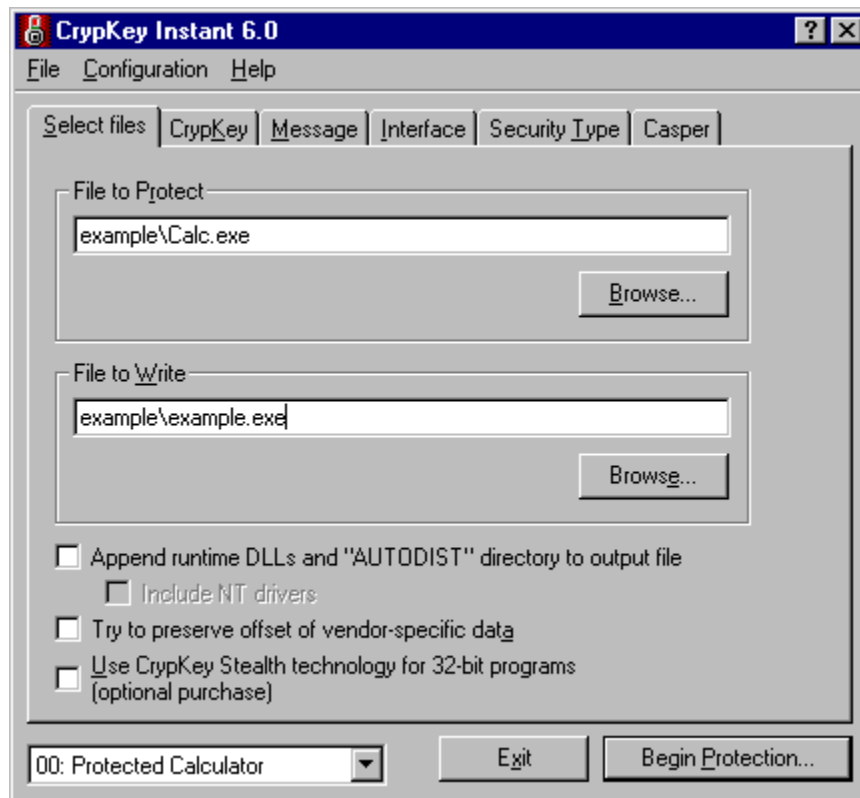 CrypKey Instant 6.0
File Configuration Help
Select files CrypKey Message Interface Security Type Casper
File to Protect
example\Calc.exe
Browse...
File to Write
example\example.exe
Browse...
Append runtime DLLs and "AUTODIST" directory to output file
Include NT drivers
Try to preserve offset of vendor-specific data
Use CrypKey Stealth technology for 32-bit programs
(optional purchase)
00: Protected Calculator Exit Begin Protection...